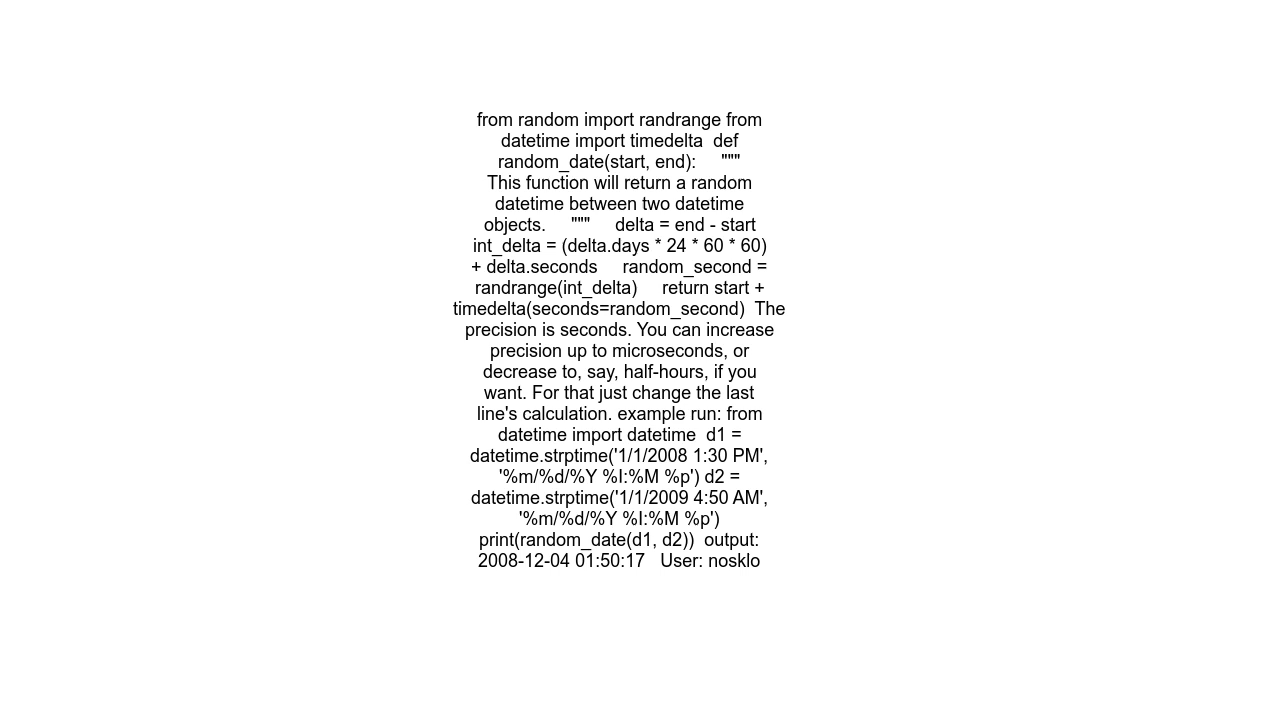 from random import randrange from
datetime import timedelta  def
random_date(start, end):     """
This function will return a random
datetime between two datetime
objects.     """     delta = end - start
int_delta = (delta.days * 24 * 60 * 60)
+ delta.seconds     random_second =
randrange(int_delta)     return start +
timedelta(seconds=random_second)  The
precision is seconds. You can increase
precision up to microseconds, or
decrease to, say, half-hours, if you
want. For that just change the last
line's calculation. example run: from
datetime import datetime  d1 =
datetime.strptime('1/1/2008 1:30 PM',
'%m/%d/%Y %I:%M %p') d2 =
datetime.strptime('1/1/2009 4:50 AM',
'%m/%d/%Y %I:%M %p')
print(random_date(d1, d2))  output:
2008-12-04 01:50:17   User: nosklo